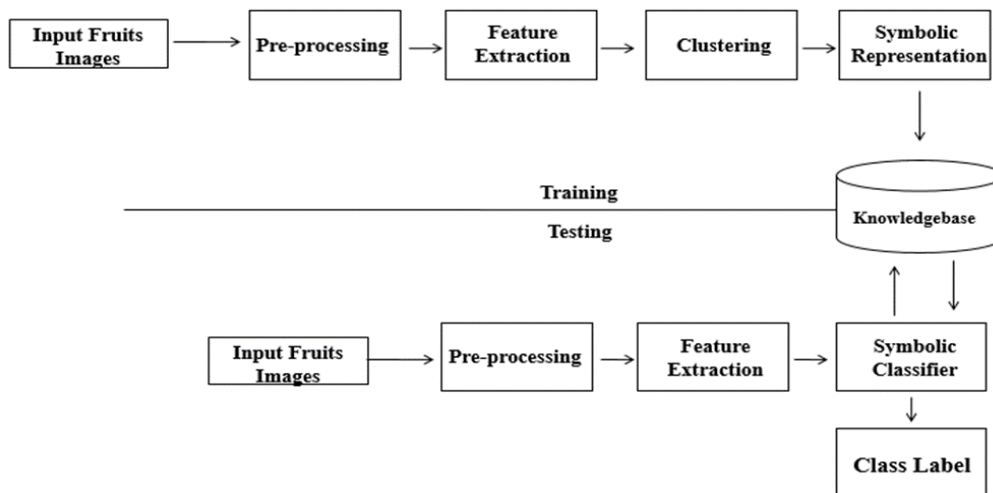 Input Fruits
Images
Pre-processing
Feature
Extraction
Clustering
Symbolic
Representation
Training
Testing
Knowledgebase
Input Fruits
Images
Pre-processing
Feature
Extraction
Symbolic
Classifier
Class Label